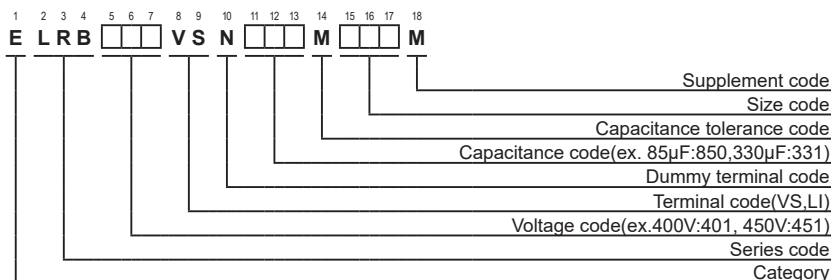 1 2 3 4 5 6 7 8 9 10 11 12 13 14 15 16 17 18
E L R B □□□ V S N □□□ M □□□ M
Supplement code
Size code
Capacitance tolerance code
Capacitance code(ex. 85μF:850,330μF:331)
Dummy terminal code
Terminal code(VS,LI)
Voltage code(ex.400V:401, 450V:451)
Series code
Category